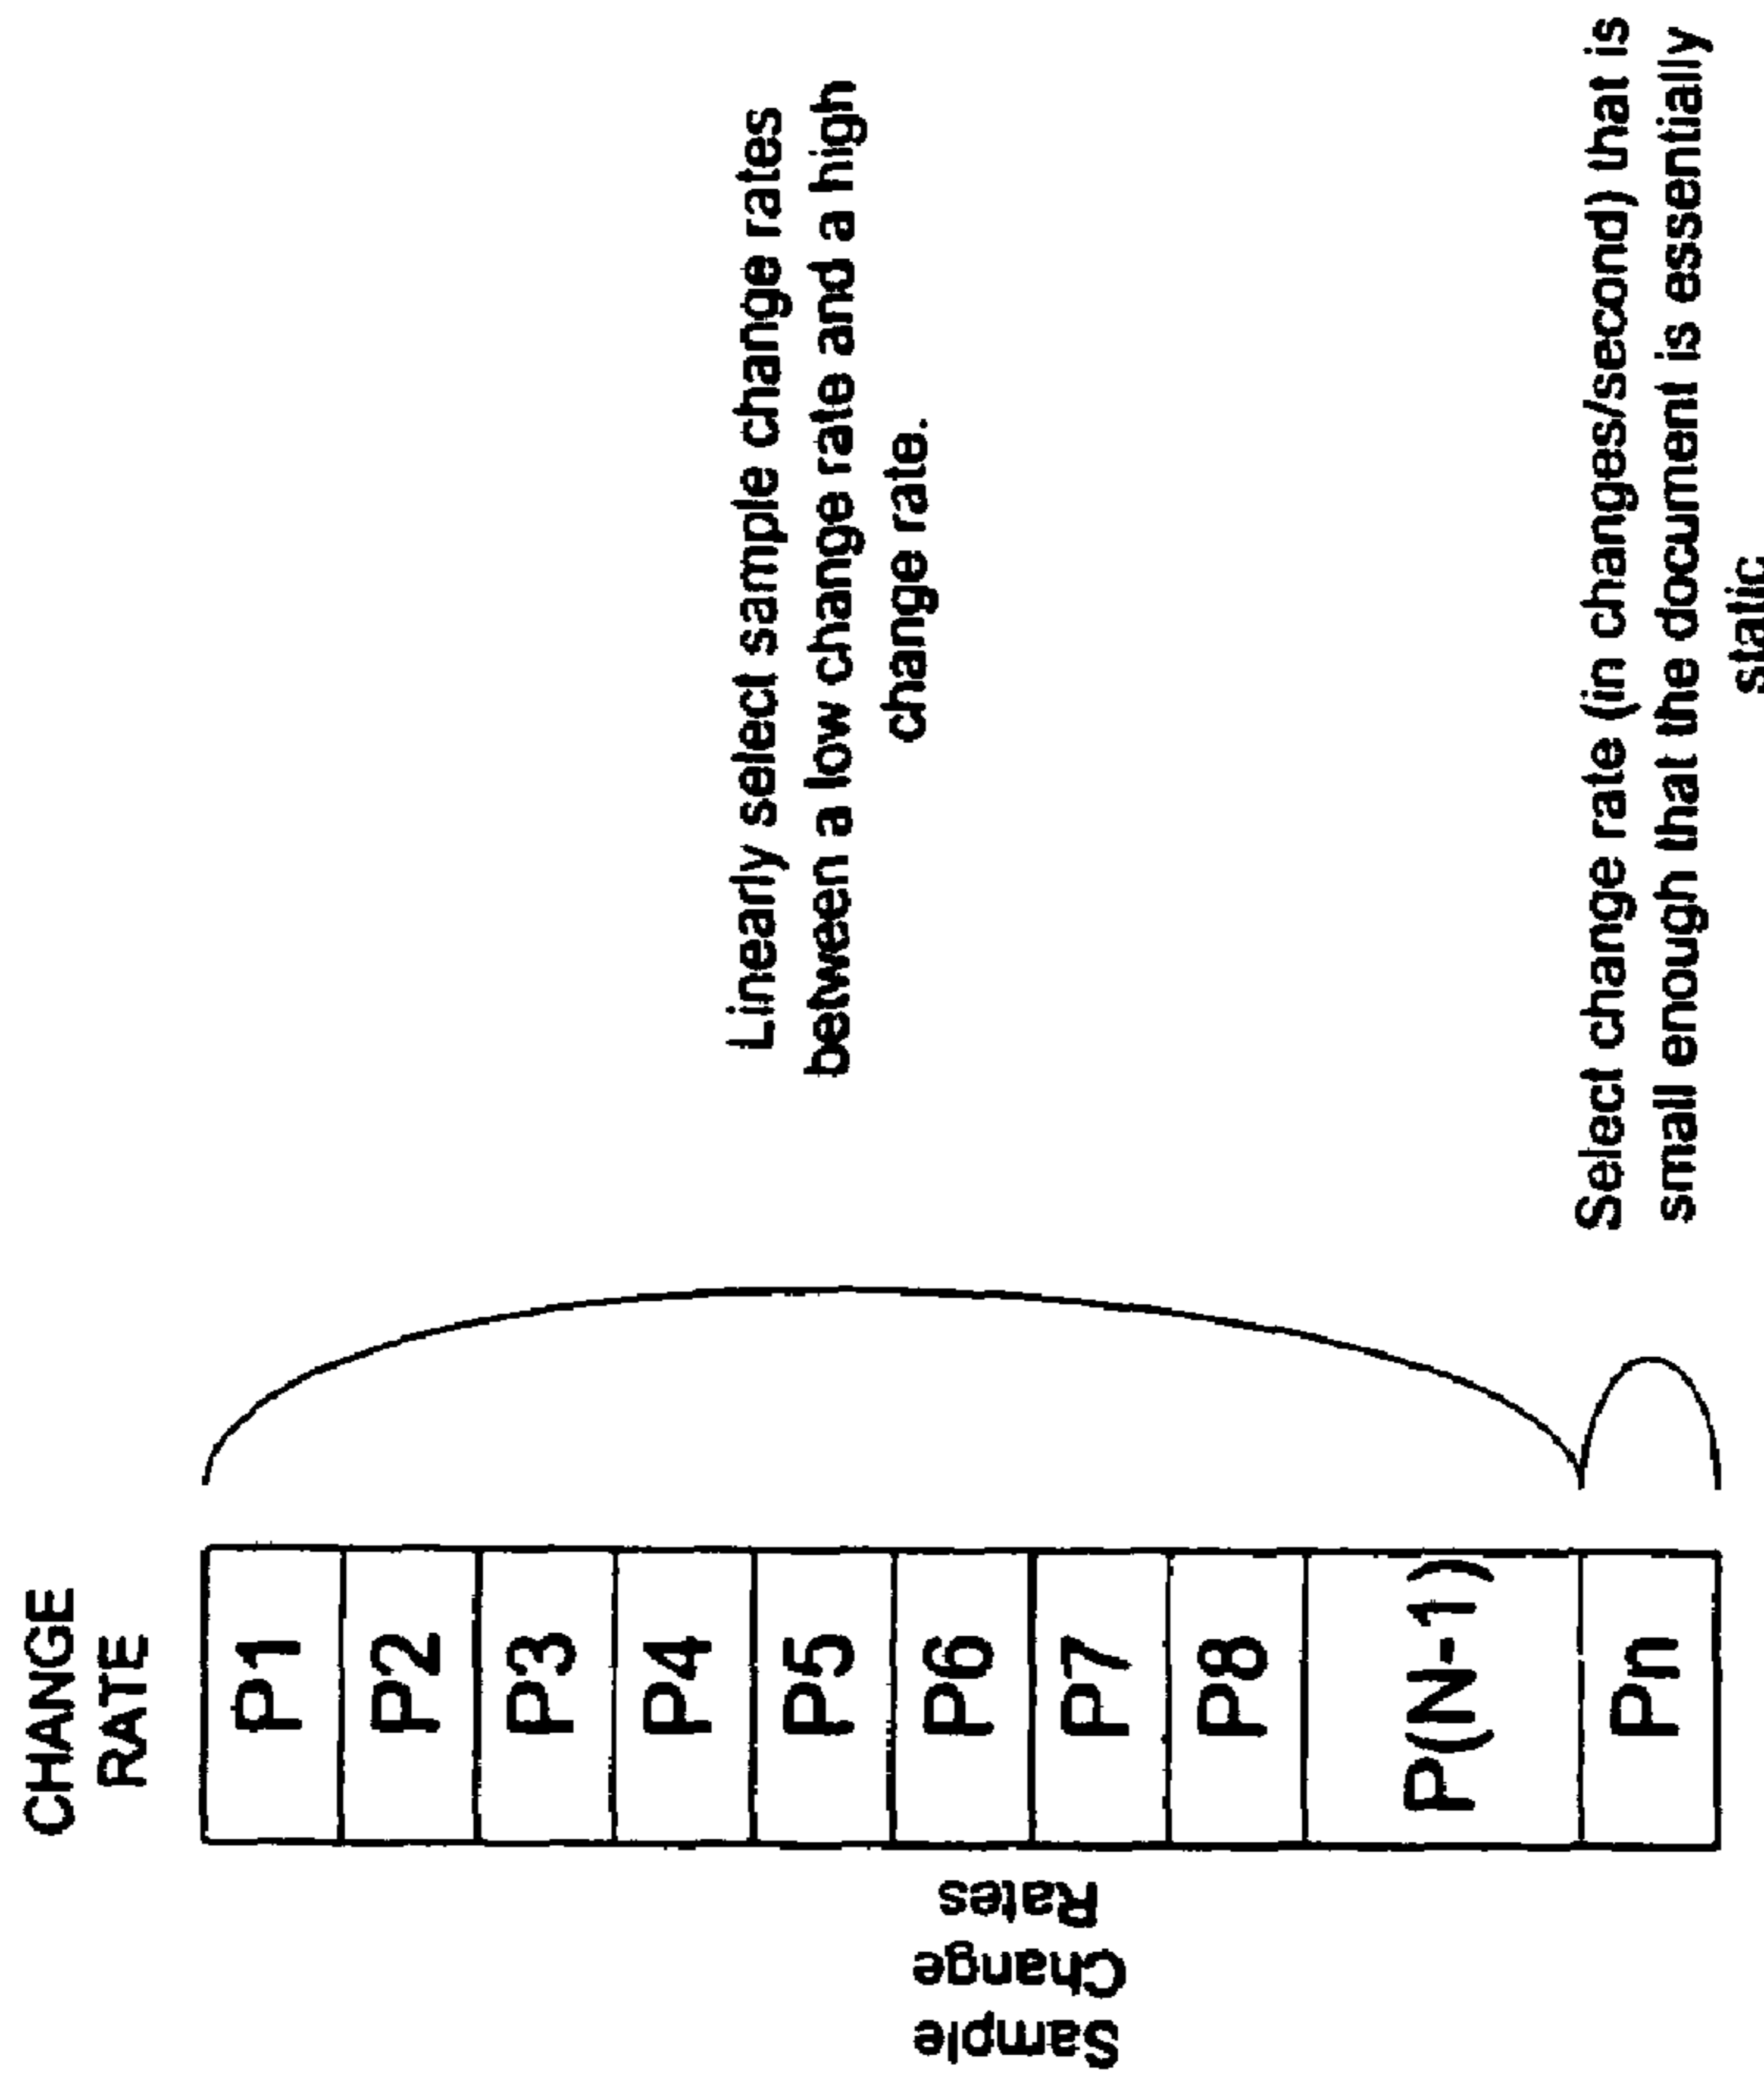 CHANGE
RATE
P1
P2
P3
P4
P5
P6
P7
P8
P(N-1)
Pn
Sample
Change
Rates
Linearly select sample change rates
between a low change rate and a high
change rate.
Select change rate (in changes/second) that is
small enough that the document is essentially
static